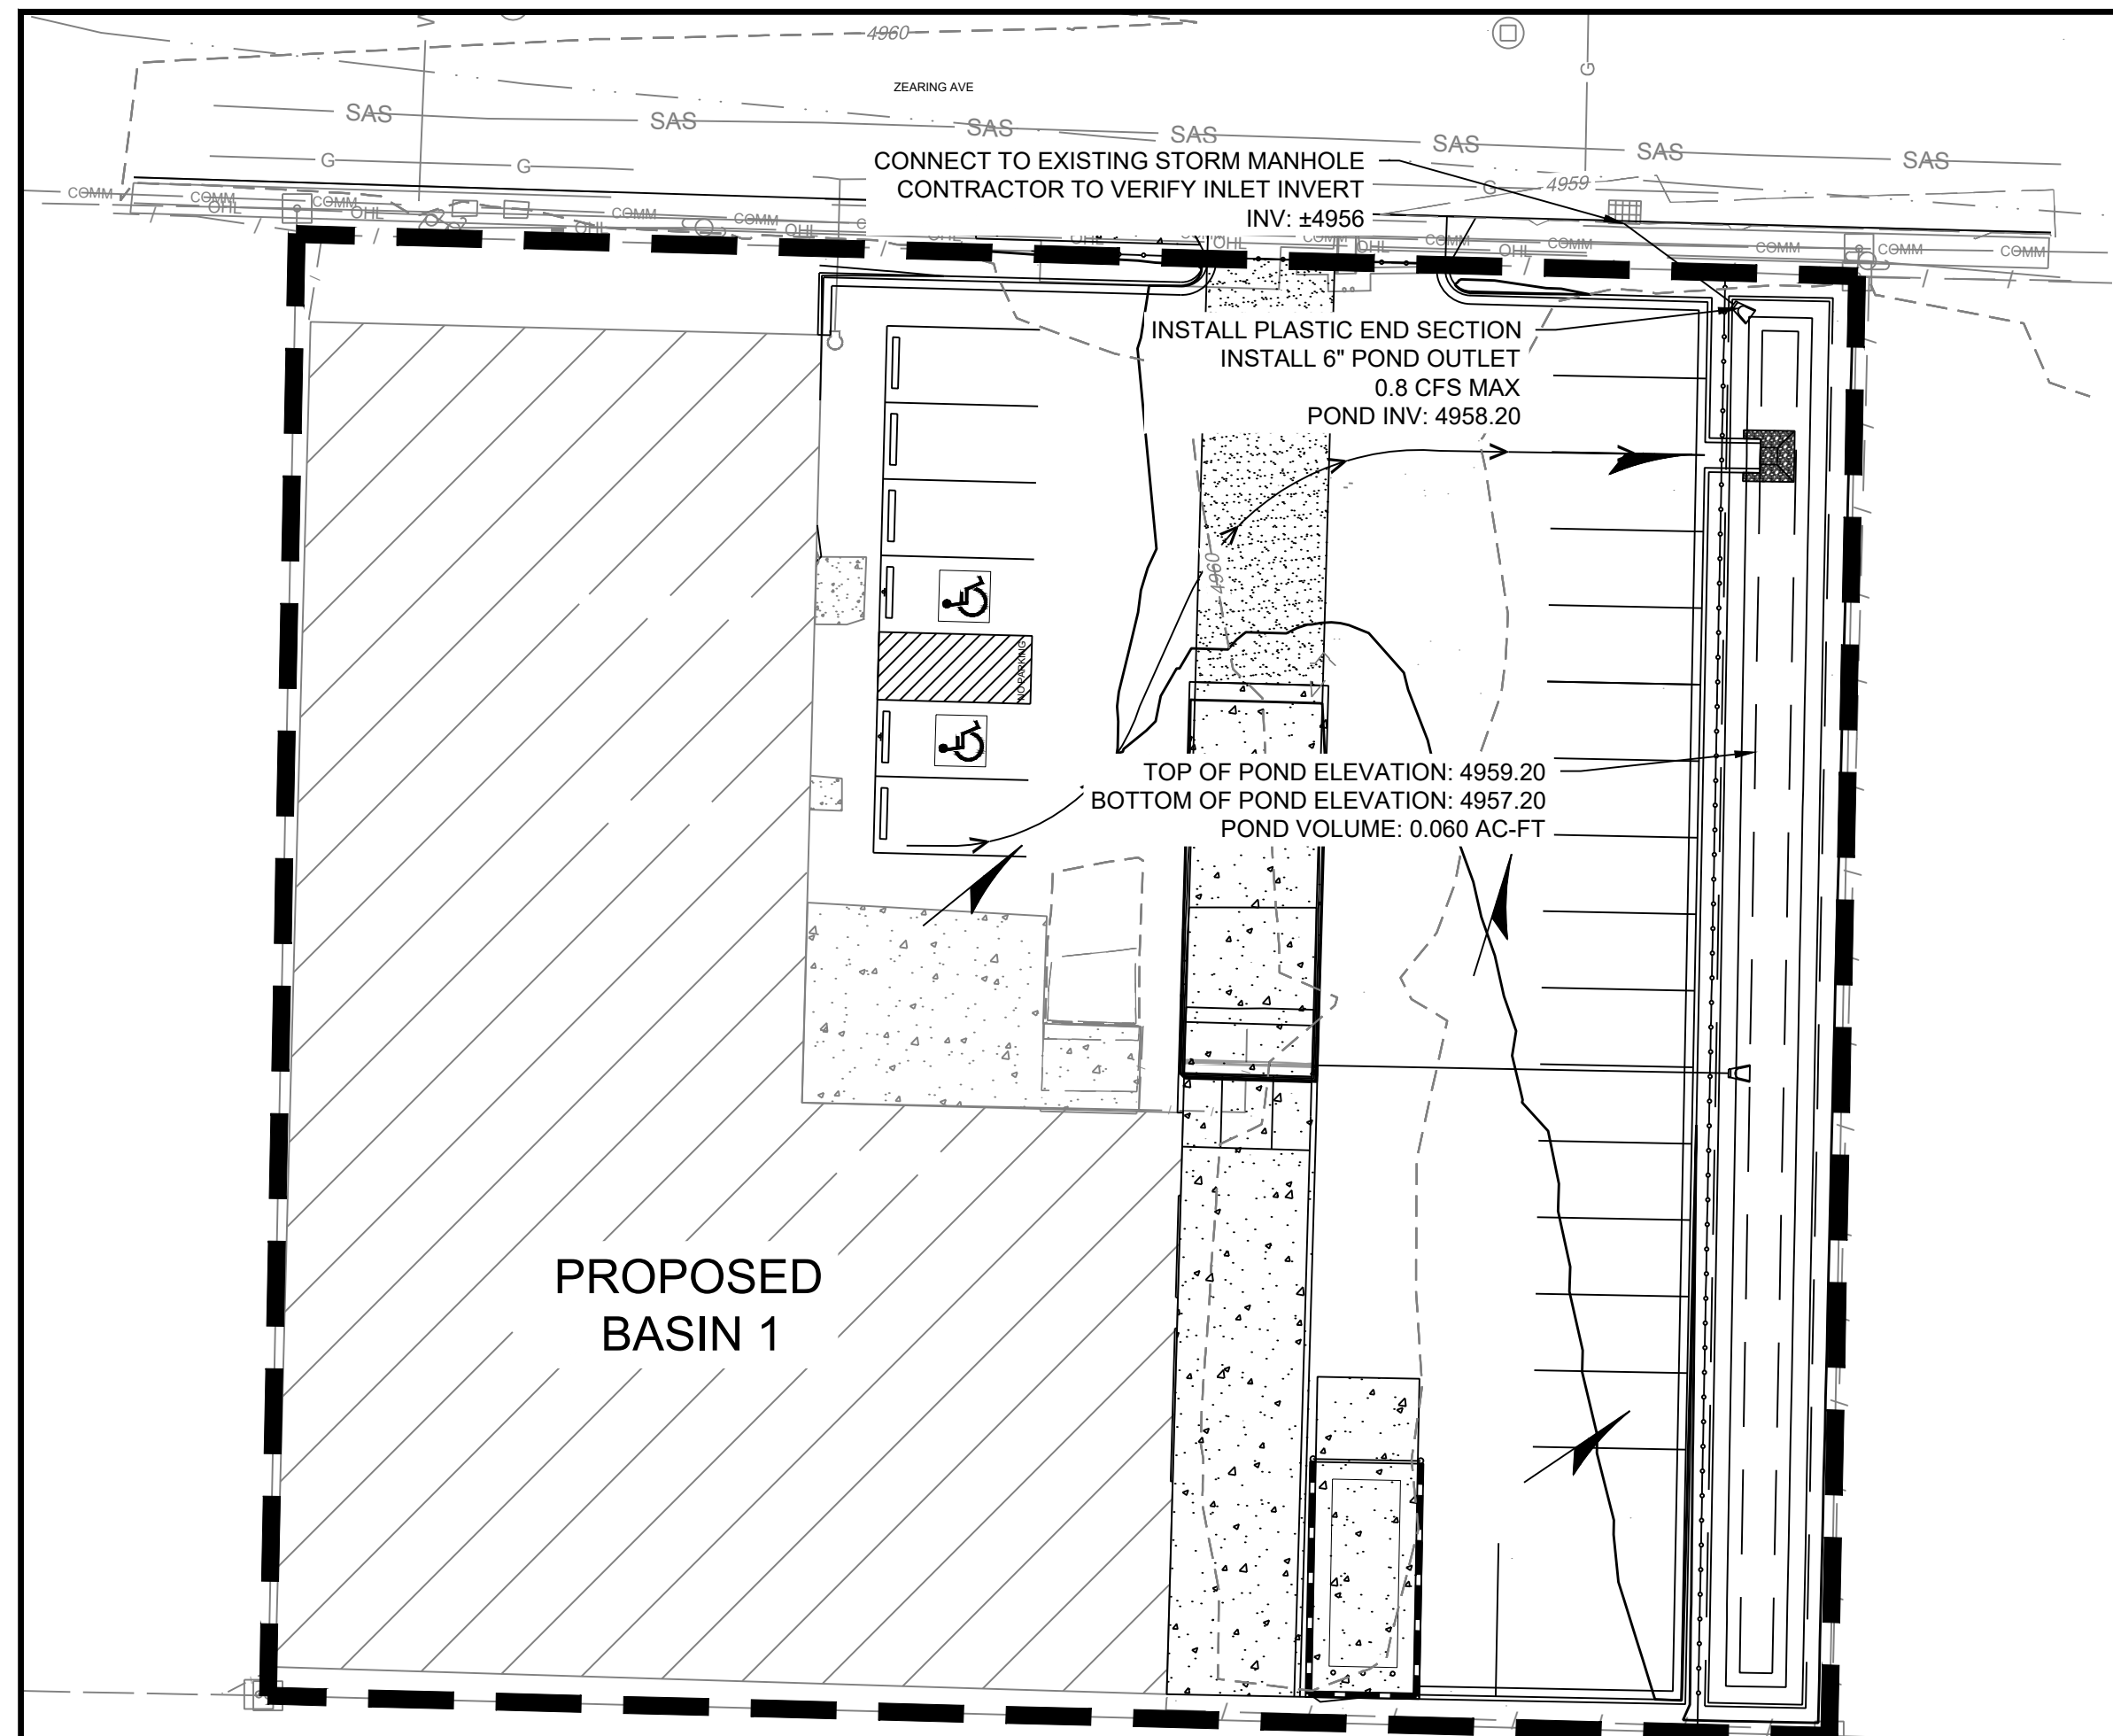 4960
ZEARING AVE
SAS SAS SAS SAS SAS SAS SAS
G
G G
CONNECT TO EXISTING STORM MANHOLE
CONTRACTOR TO VERIFY INLET INVERT
INV: ±4956
G 4959
COMM COMM COMM COMM COMM COMM COMM COMM COMM COMM
OHL OHL OHL OHL OHL OHL OHL OHL OHL
INSTALL PLASTIC END SECTION
INSTALL 6" POND OUTLET
0.8 CFS MAX
POND INV: 4958.20
4960
NO PARKING
TOP OF POND ELEVATION: 4959.20
BOTTOM OF POND ELEVATION: 4957.20
POND VOLUME: 0.060 AC-FT
PROPOSED
BASIN 1